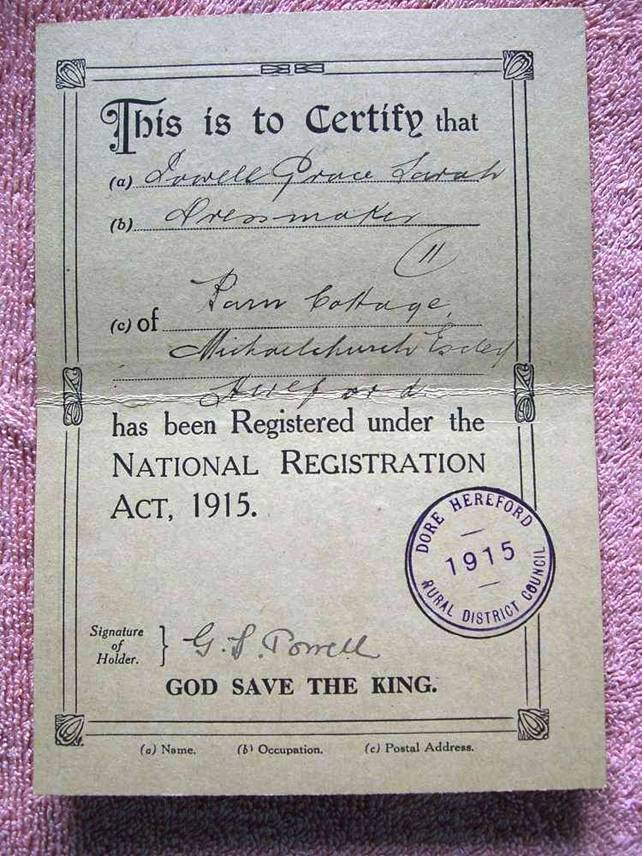 This is to Certify that
(a) Powell Grace Sarah
(b) Dressmaker
11
(c) of Parn Cottage,
Michaelchurch Escley
Hereford
has been Registered under the
NATIONAL REGISTRATION
ACT, 1915.
DORE HEREFORD
1915
RURAL DISTRICT COUNCIL
Signature
of
Holder. } G. S. Powell
GOD SAVE THE KING.
(a) Name. (b) Occupation. (c) Postal Address.